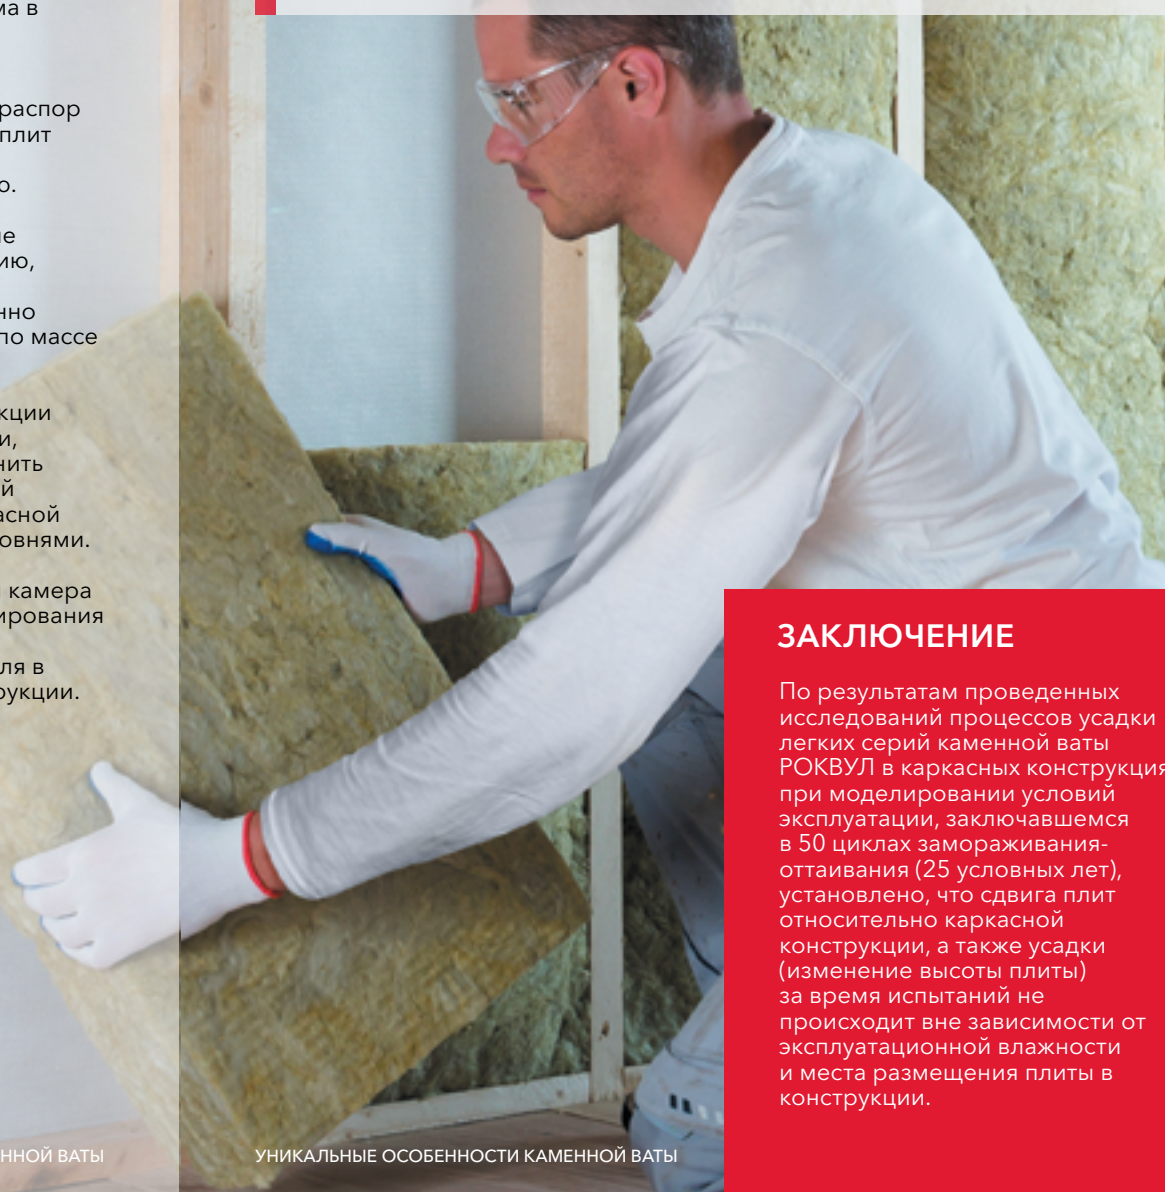 ма в
распор
плит
о.
ие
ию,
нно
по массе
кции
и,
нить
й
асной
овнями.
камера
ирования
ля в
рукции.
ННОЙ ВАТЫ
УНИКАЛЬНЫЕ ОСОБЕННОСТИ КАМЕННОЙ ВАТЫ
ЗАКЛЮЧЕНИЕ
По результатам проведенных
исследований процессов усадки
легких серий каменной ваты
РОКВУЛ в каркасных конструкция
при моделировании условий
эксплуатации, заключавшемся
в 50 циклах замораживания-
оттаивания (25 условных лет),
установлено, что сдвига плит
относительно каркасной
конструкции, а также усадки
(изменение высоты плиты)
за время испытаний не
происходит вне зависимости от
эксплуатационной влажности
и места размещения плиты в
конструкции.